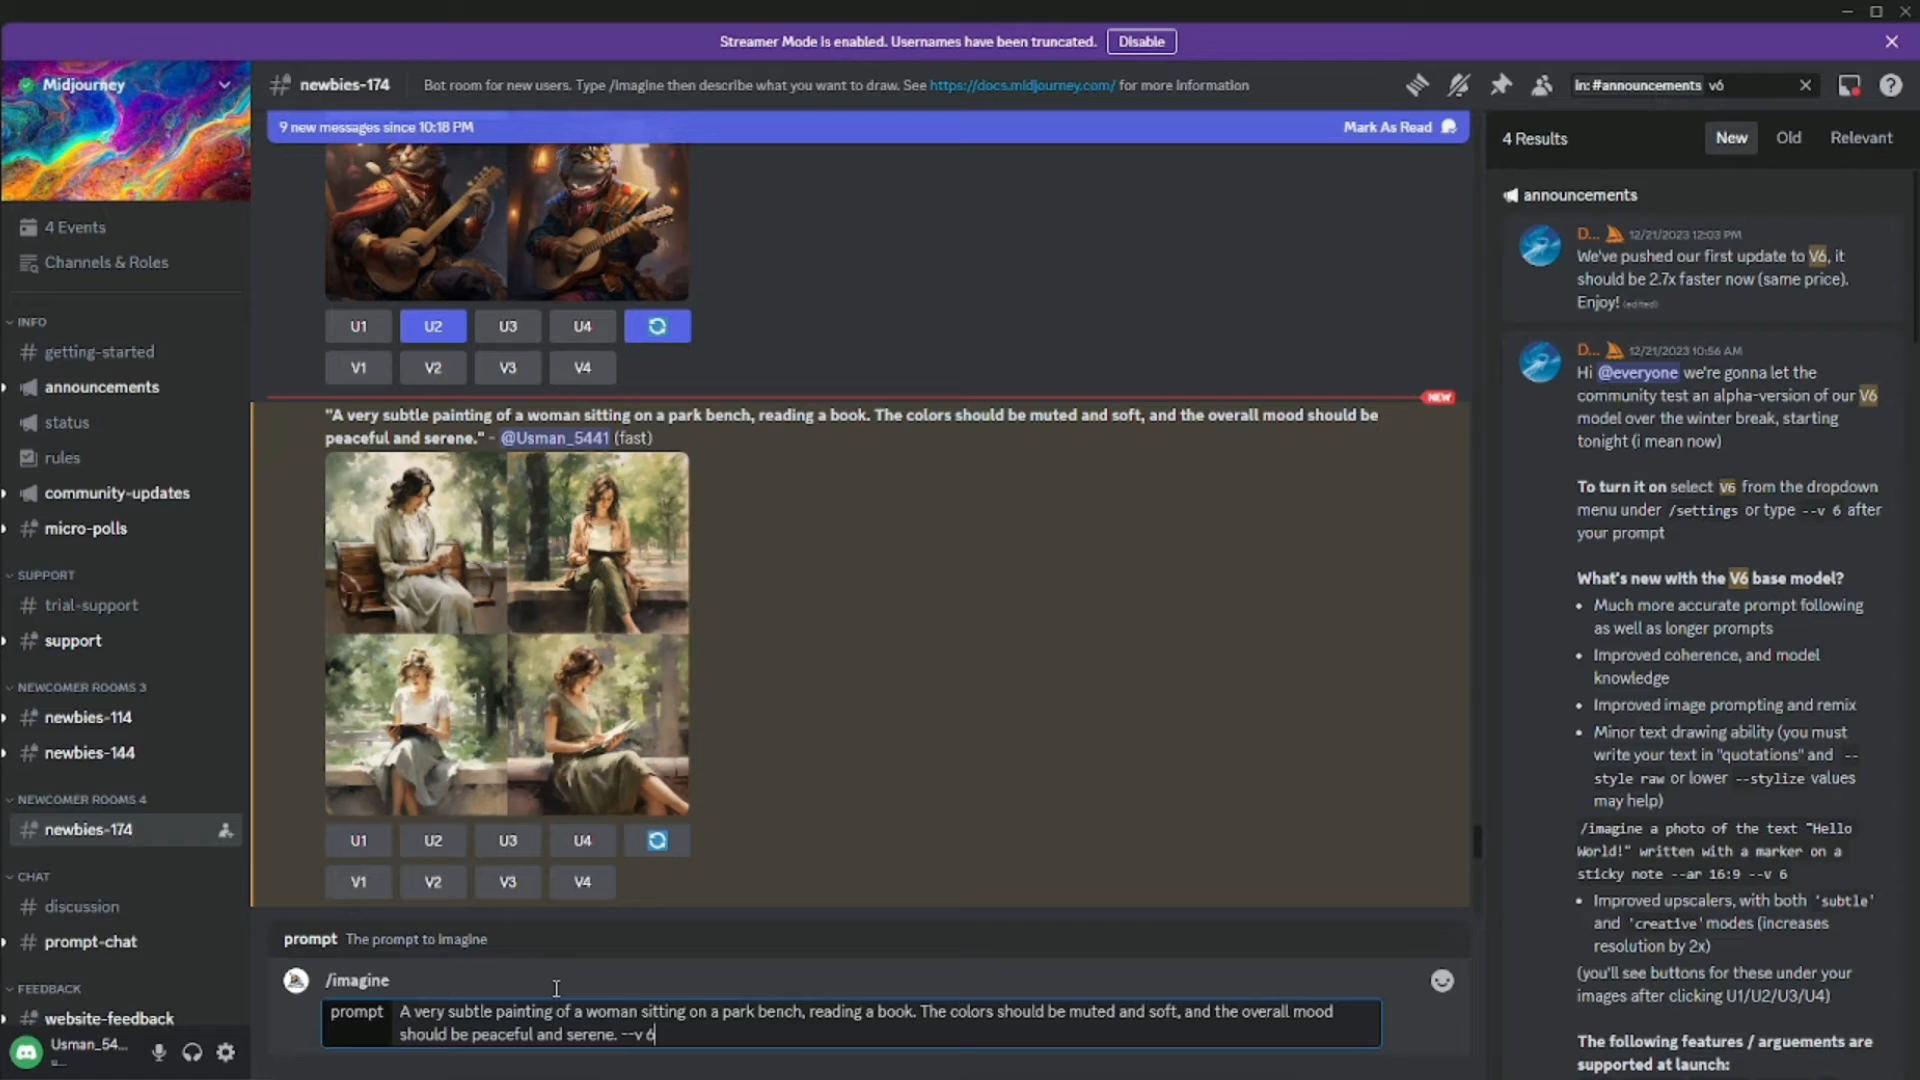 Streamer Mode is enabled. Usernames have been truncated. Disable
Midjourney
4 Events
Channels & Roles
INFO
getting-started
announcements
status
rules
community-updates
micro-polls
SUPPORT
trial-support
support
NEWCOMER ROOMS 3
newbies-114
newbies-144
NEWCOMER ROOMS 4
newbies-174
CHAT
discussion
prompt-chat
FEEDBACK
website-feedback
Usman_54...
u...
# newbies-174 Bot room for new users. Type /imagine then describe what you want to draw. See https://docs.midjourney.com/ for more information
9 new messages since 10:18 PM Mark As Read
U1 U2 U3 U4
V1 V2 V3 V4
NEW
"A very subtle painting of a woman sitting on a park bench, reading a book. The colors should be muted and soft, and the overall mood should be
peaceful and serene." - @Usman_5441 (fast)
U1 U2 U3 U4
V1 V2 V3 V4
prompt The prompt to imagine
/imagine
prompt A very subtle painting of a woman sitting on a park bench, reading a book. The colors should be muted and soft, and the overall mood
should be peaceful and serene. --v 6
In: #announcements v6
4 Results New Old Relevant
announcements
D... 12/21/2023 12:03 PM
We've pushed our first update to V6, it
should be 2.7x faster now (same price).
Enjoy! (edited)
D... 12/21/2023 10:56 AM
Hi @everyone we're gonna let the
community test an alpha-version of our V6
model over the winter break, starting
tonight (i mean now)
To turn it on select V6 from the dropdown
menu under /settings or type --v 6 after
your prompt
What's new with the V6 base model?
• Much more accurate prompt following
as well as longer prompts
• Improved coherence, and model
knowledge
• Improved image prompting and remix
• Minor text drawing ability (you must
write your text in "quotations" and --
style raw or lower --stylize values
may help)
/imagine a photo of the text "Hello
World!" written with a marker on a
sticky note --ar 16:9 --v 6
• Improved upscalers, with both 'subtle'
and 'creative' modes (increases
resolution by 2x)
(you'll see buttons for these under your
images after clicking U1/U2/U3/U4)
The following features / arguements are
supported at launch: